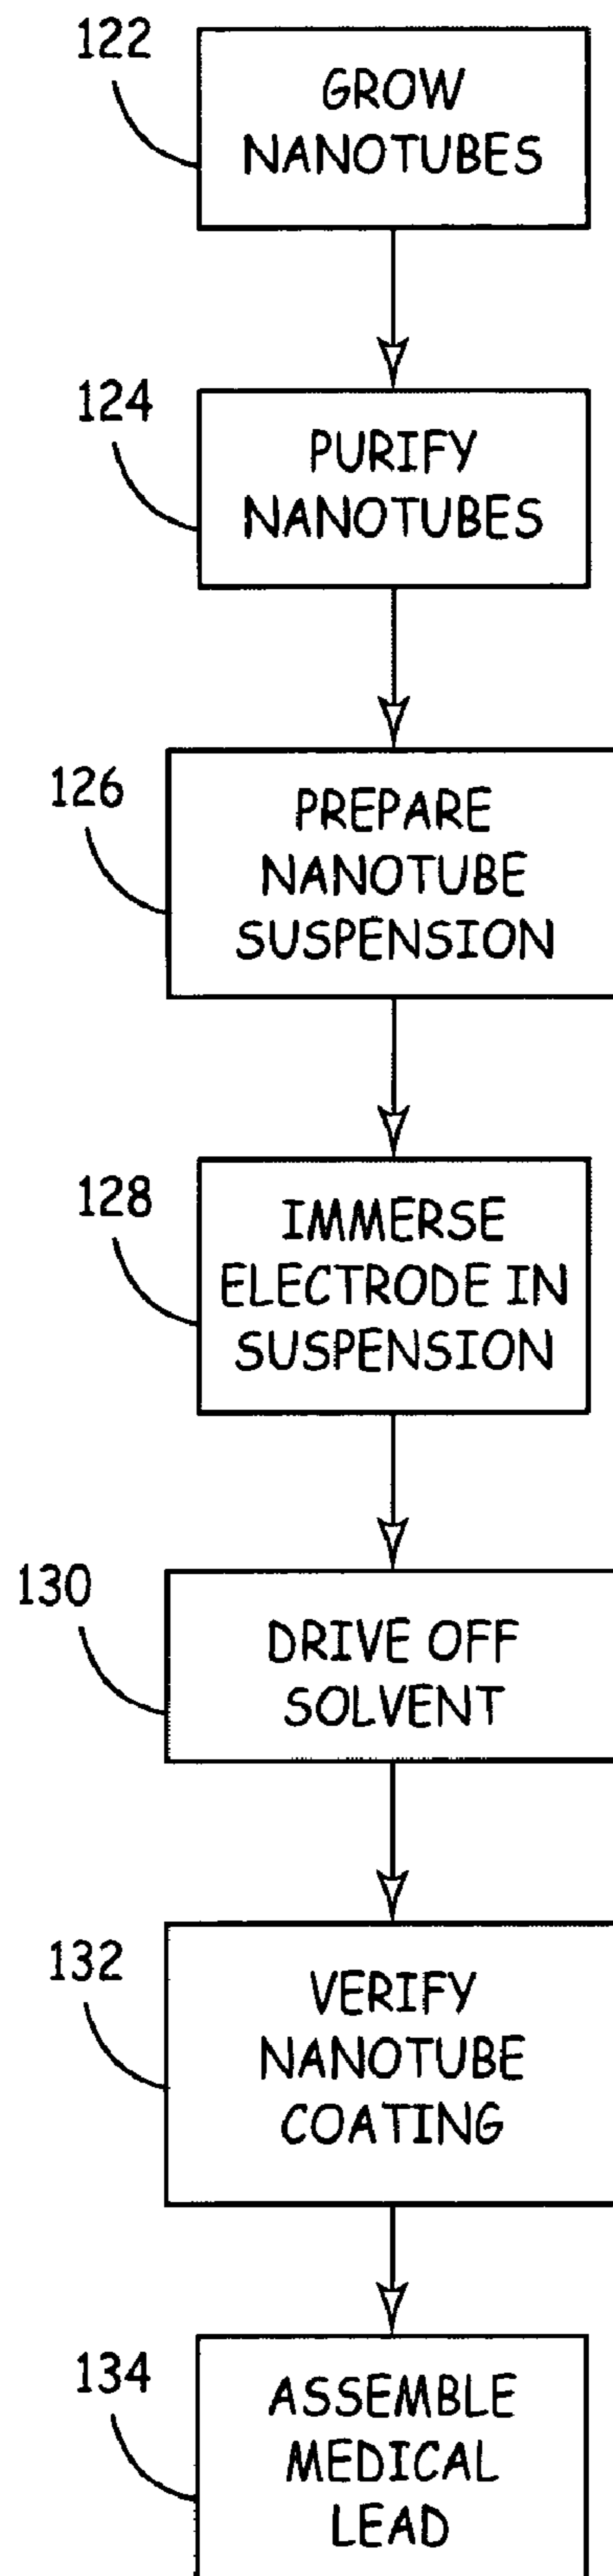 122
GROW
NANOTUBES
124
PURIFY
NANOTUBES
126
PREPARE
NANOTUBE
SUSPENSION
128
IMMERSE
ELECTRODE IN
SUSPENSION
130
DRIVE OFF
SOLVENT
132
VERIFY
NANOTUBE
COATING
134
ASSEMBLE
MEDICAL
LEAD